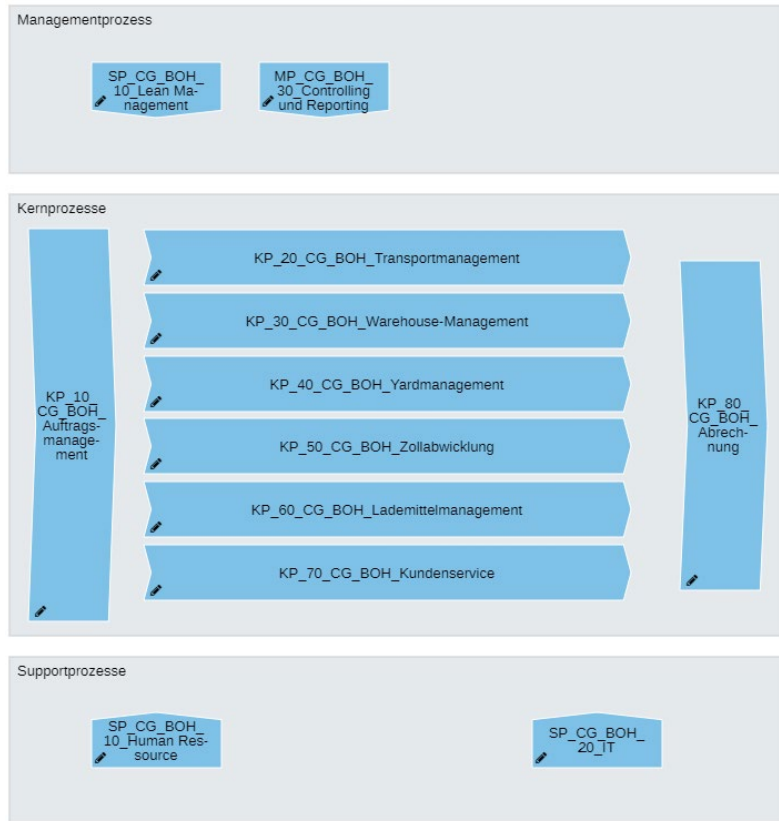 Managementprozess
SP_CG_BOH_
10_Lean Ma-
nagement
MP_CG_BOH_
30_Controlling
und Reporting
Kernprozesse
KP_10_
CG_BOH_
Auftrags-
manage-
ment
KP_20_CG_BOH_Transportmanagement
KP_30_CG_BOH_Warehouse-Management
KP_40_CG_BOH_Yardmanagement
KP_50_CG_BOH_Zollabwicklung
KP_60_CG_BOH_Lademittelmanagement
KP_70_CG_BOH_Kundenservice
KP_80_
CG_BOH_
Abrech-
nung
Supportprozesse
SP_CG_BOH_
10_Human Res-
source
SP_CG_BOH_
20_IT